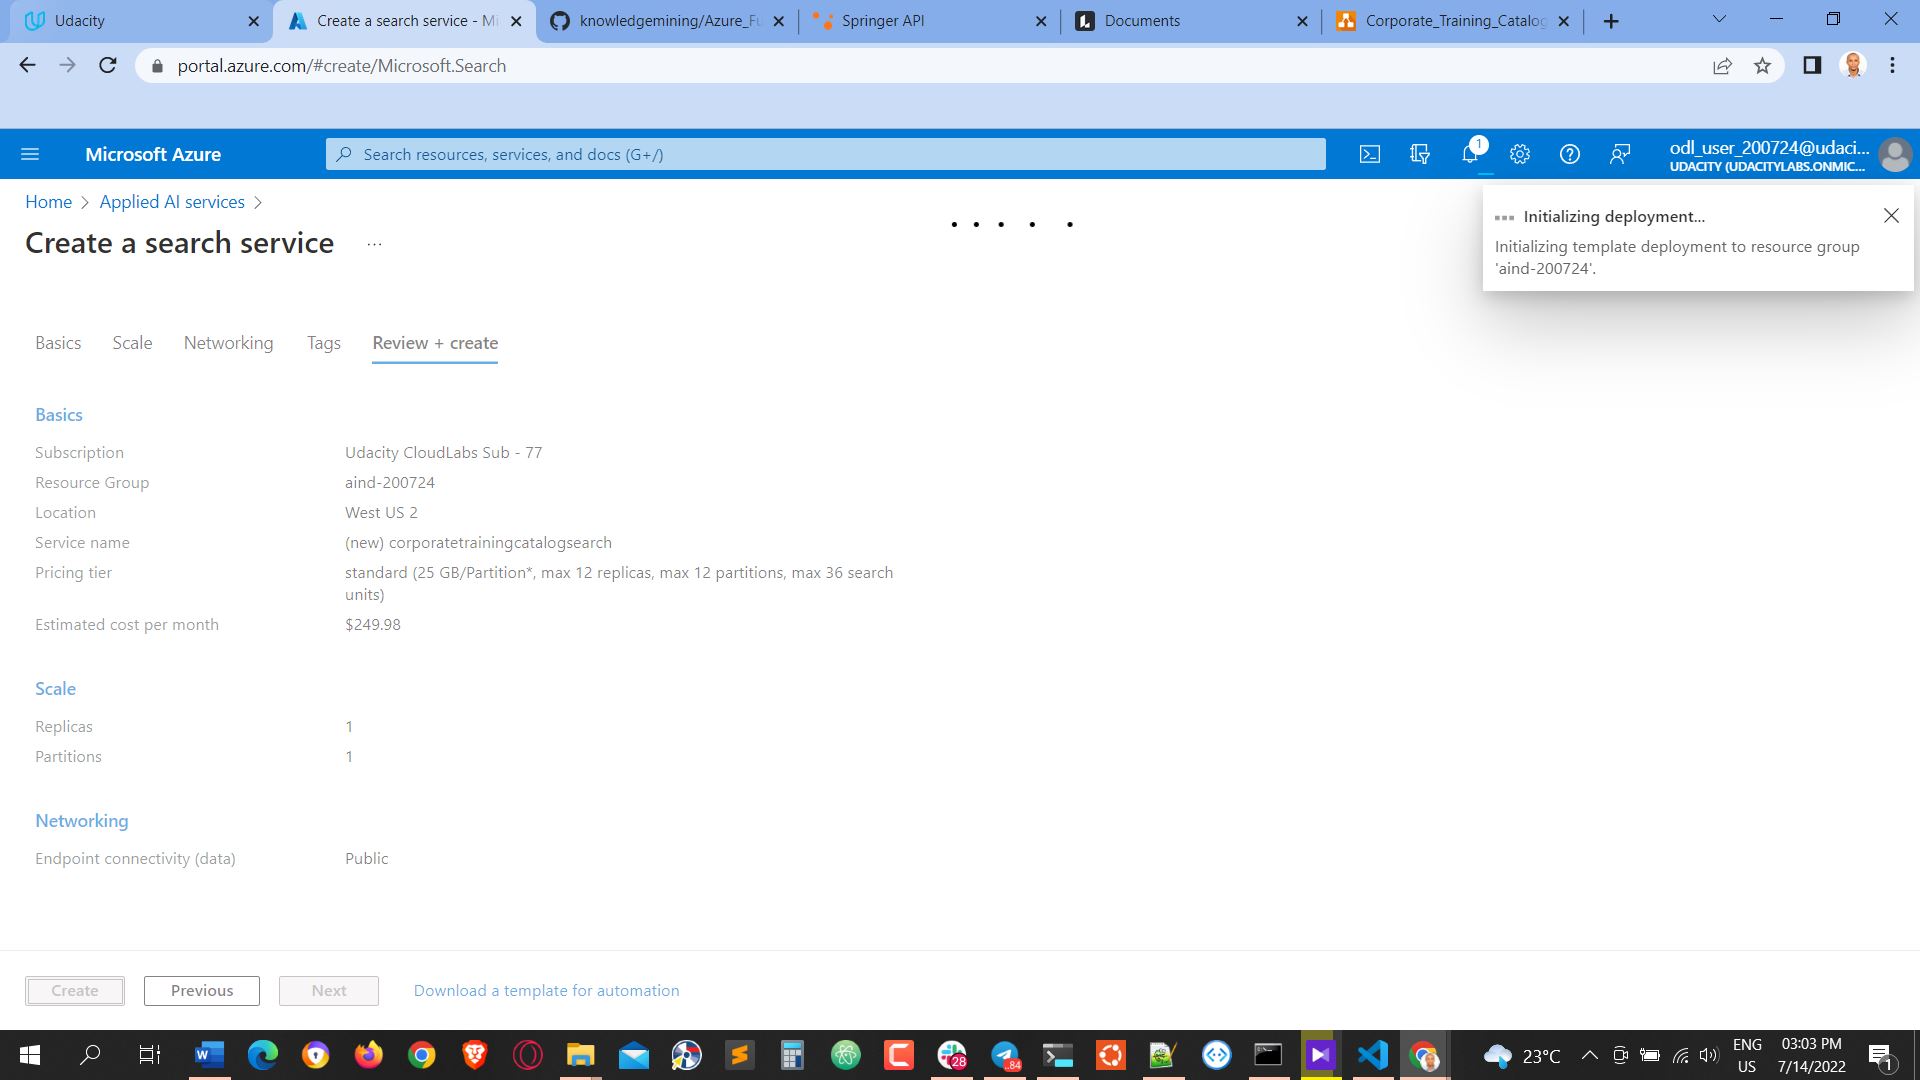 Udacity
Create a search service - Mi
knowledgemining/Azure_Fu
Springer API
Documents
Corporate_Training_Catalog
portal.azure.com/#create/Microsoft.Search
Microsoft Azure
Search resources, services, and docs (G+/)
1
odl_user_200724@udaci...
UDACITY (UDACITYLABS.ONMIC...
Home
Applied AI services
Create a search service
...
Initializing deployment...
Initializing template deployment to resource group
'aind-200724'.
Basics
Scale
Networking
Tags
Review + create
Basics
Subscription
Udacity CloudLabs Sub - 77
Resource Group
aind-200724
Location
West US 2
Service name
(new) corporatetrainingcatalogsearch
Pricing tier
standard (25 GB/Partition*, max 12 replicas, max 12 partitions, max 36 search
units)
Estimated cost per month
$249.98
Scale
Replicas
1
Partitions
1
Networking
Endpoint connectivity (data)
Public
Create
Previous
Next
Download a template for automation
28
84
23°C
ENG
US
03:03 PM
7/14/2022
1